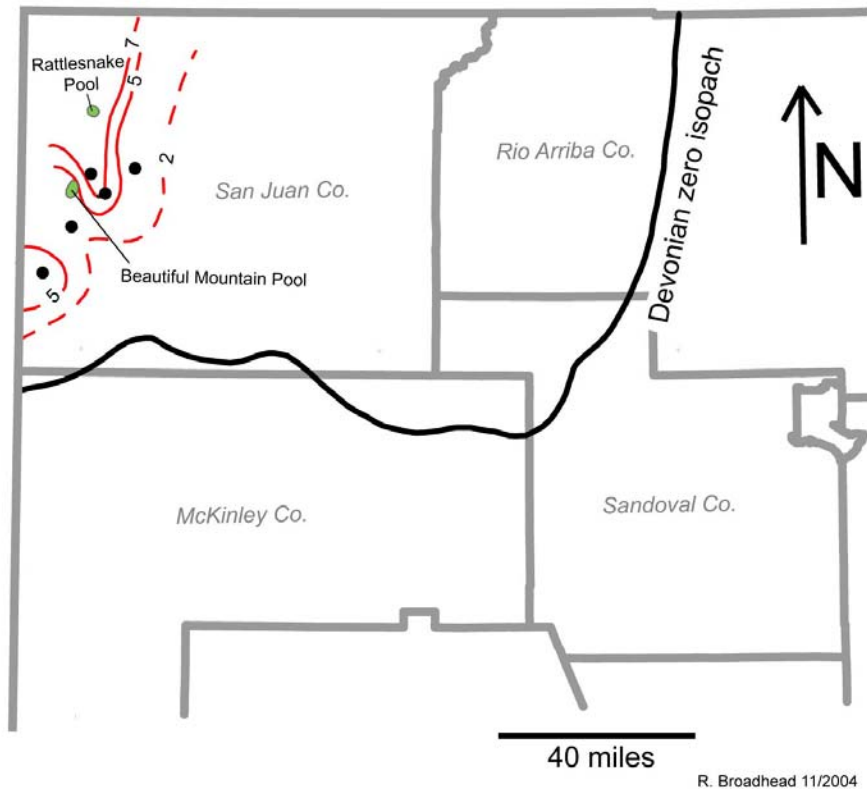 7
5
Rattlesnake
Pool
2
San Juan Co.
Rio Arriba Co.
Devonian zero isopach
N
Beautiful Mountain Pool
5
McKinley Co.
Sandoval Co.
40 miles
R. Broadhead 11/2004